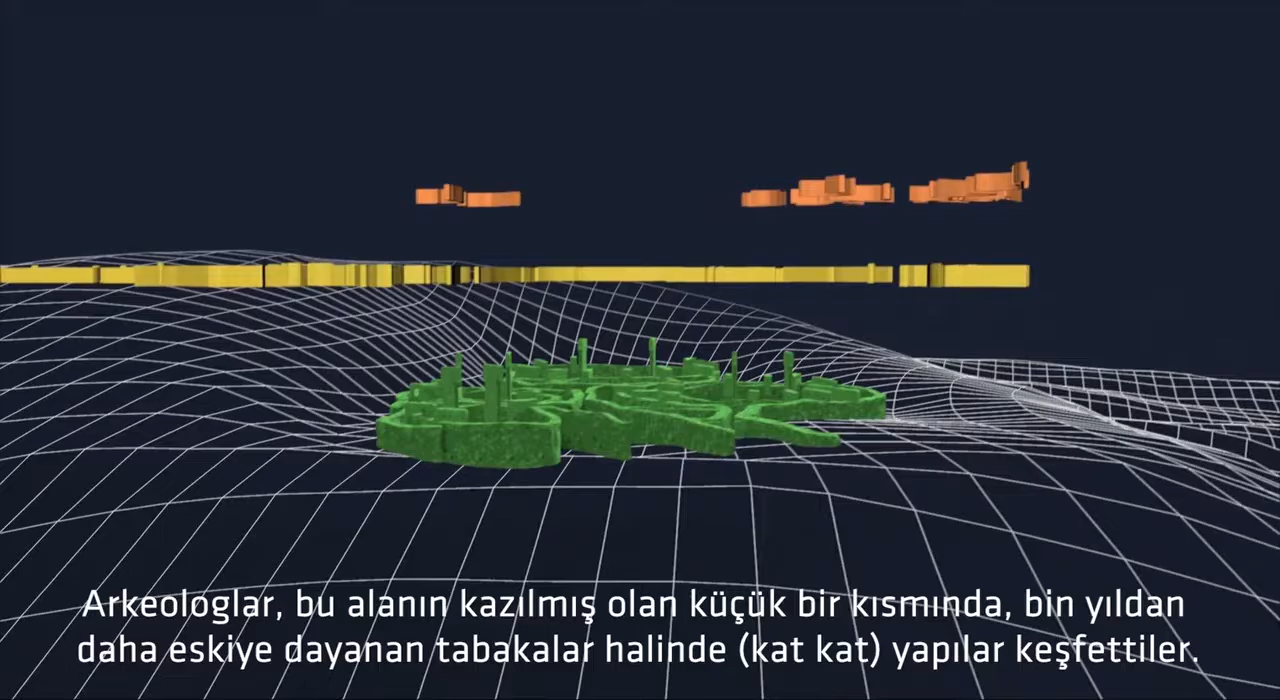 Arkeologlar, bu alanın kazılmış olan küçük bir kısmında, bin yıldan
daha eskiye dayanan tabakalar halinde (kat kat) yapılar keşfettiler.